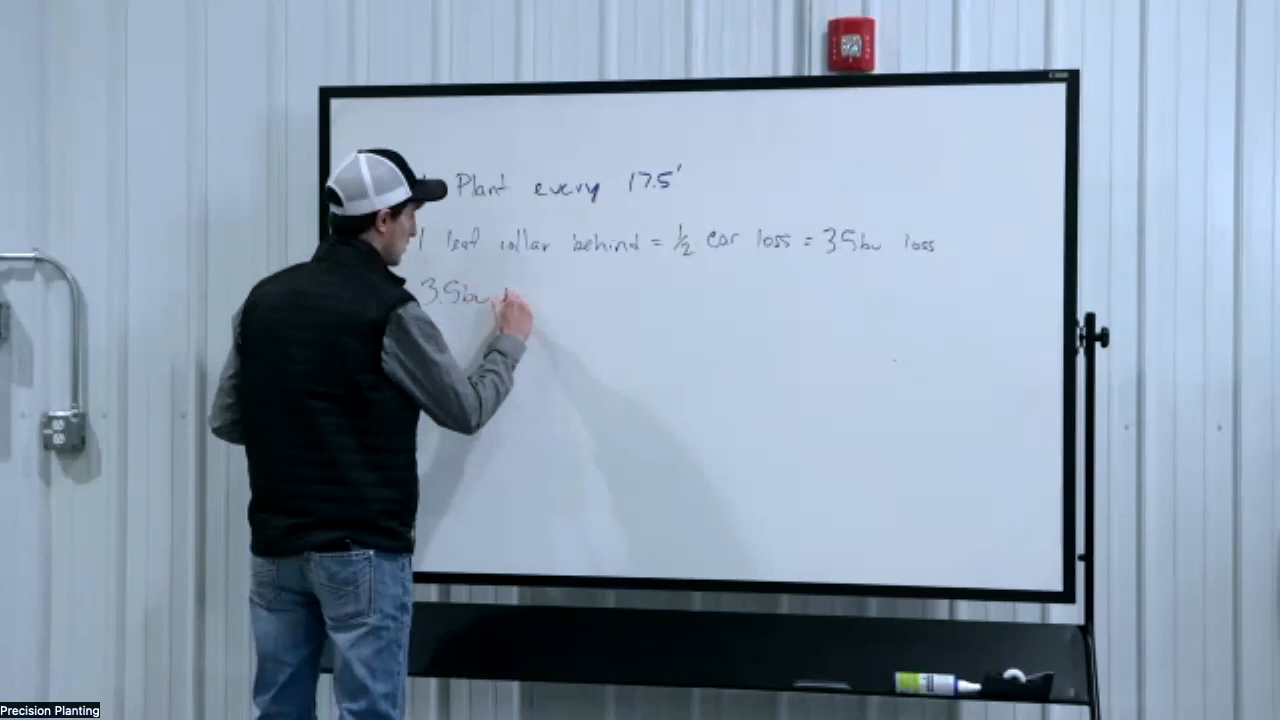 Plant every 17.5'
1 leaf collar behind = ½ ear loss = 3.5bu loss
3.5bu
Precision Planting